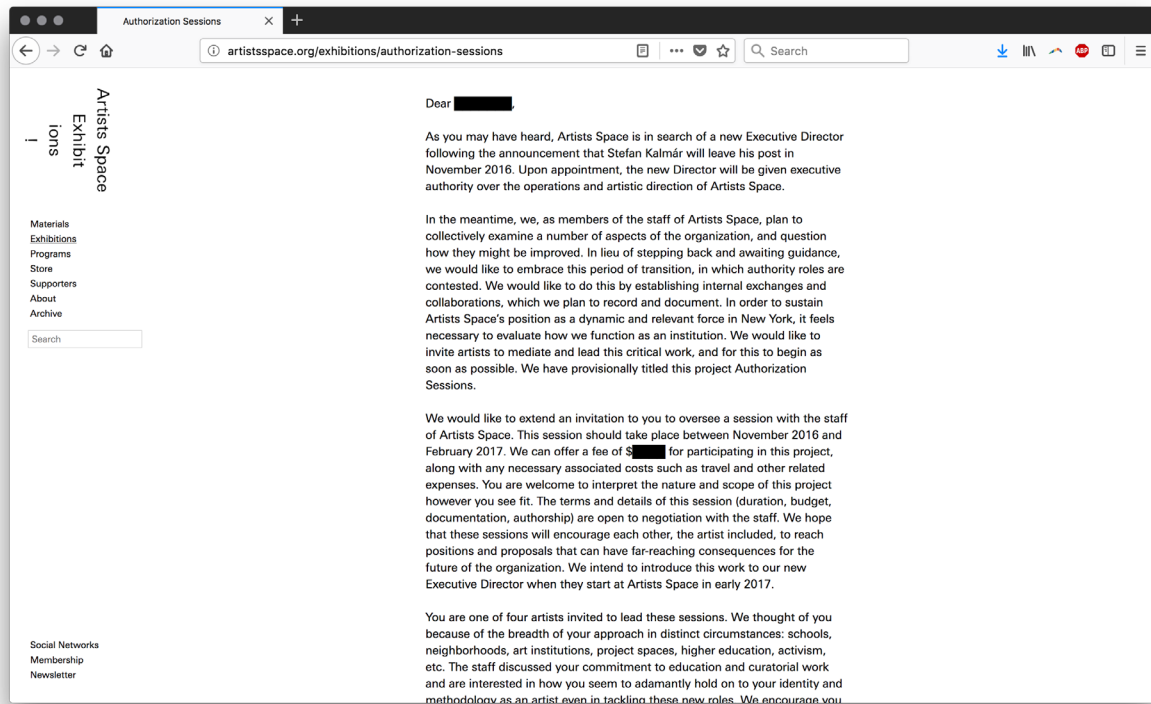 Authorization Sessions
artistsspace.org/exhibitions/authorization-sessions
Search
ABP
Artists Space
Exhibit
ions
!
Materials
Exhibitions
Programs
Store
Supporters
About
Archive
Search
Social Networks
Membership
Newsletter
Dear ,
As you may have heard, Artists Space is in search of a new Executive Director
following the announcement that Stefan Kalmár will leave his post in
November 2016. Upon appointment, the new Director will be given executive
authority over the operations and artistic direction of Artists Space.
In the meantime, we, as members of the staff of Artists Space, plan to
collectively examine a number of aspects of the organization, and question
how they might be improved. In lieu of stepping back and awaiting guidance,
we would like to embrace this period of transition, in which authority roles are
contested. We would like to do this by establishing internal exchanges and
collaborations, which we plan to record and document. In order to sustain
Artists Space's position as a dynamic and relevant force in New York, it feels
necessary to evaluate how we function as an institution. We would like to
invite artists to mediate and lead this critical work, and for this to begin as
soon as possible. We have provisionally titled this project Authorization
Sessions.
We would like to extend an invitation to you to oversee a session with the staff
of Artists Space. This session should take place between November 2016 and
February 2017. We can offer a fee of $ for participating in this project,
along with any necessary associated costs such as travel and other related
expenses. You are welcome to interpret the nature and scope of this project
however you see fit. The terms and details of this session (duration, budget,
documentation, authorship) are open to negotiation with the staff. We hope
that these sessions will encourage each other, the artist included, to reach
positions and proposals that can have far-reaching consequences for the
future of the organization. We intend to introduce this work to our new
Executive Director when they start at Artists Space in early 2017.
You are one of four artists invited to lead these sessions. We thought of you
because of the breadth of your approach in distinct circumstances: schools,
neighborhoods, art institutions, project spaces, higher education, activism,
etc. The staff discussed your commitment to education and curatorial work
and are interested in how you seem to adamantly hold on to your identity and
methodology as an artist even in tackling these new roles. We encourage you